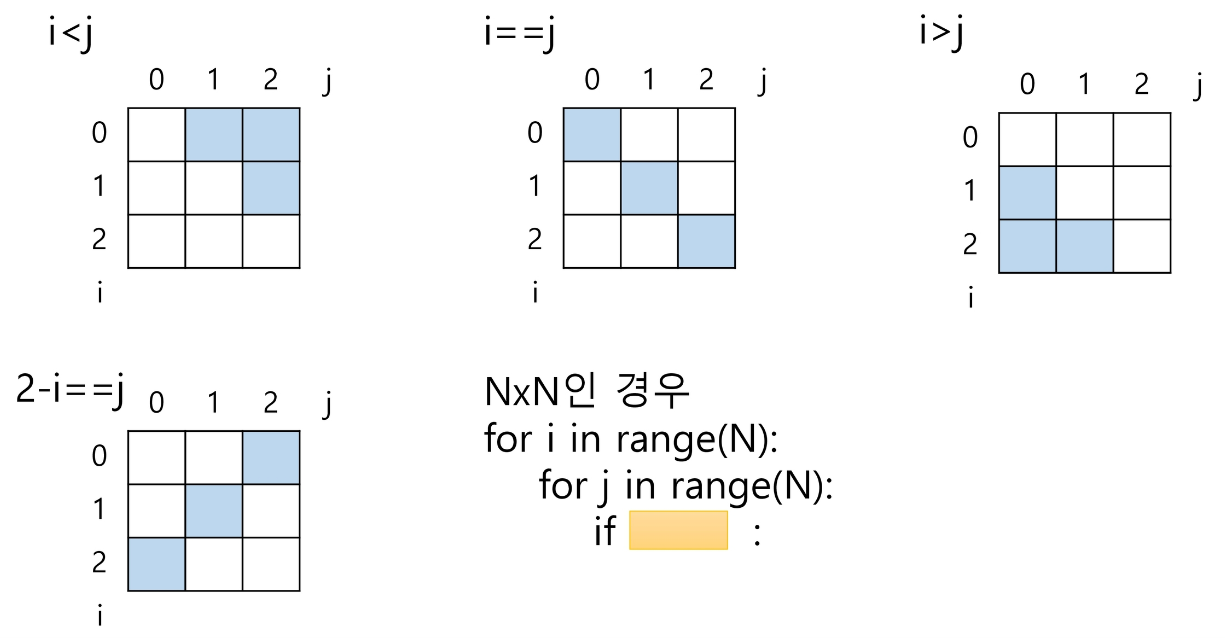 i<j
0 1 2 j
0
1
2
i
i==j
0 1 2 j
0
1
2
i
i>j
0 1 2 j
0
1
2
i
2-i==j
0 1 2 j
0
1
2
i
NxN인 경우
for i in range(N):
for j in range(N):
if :